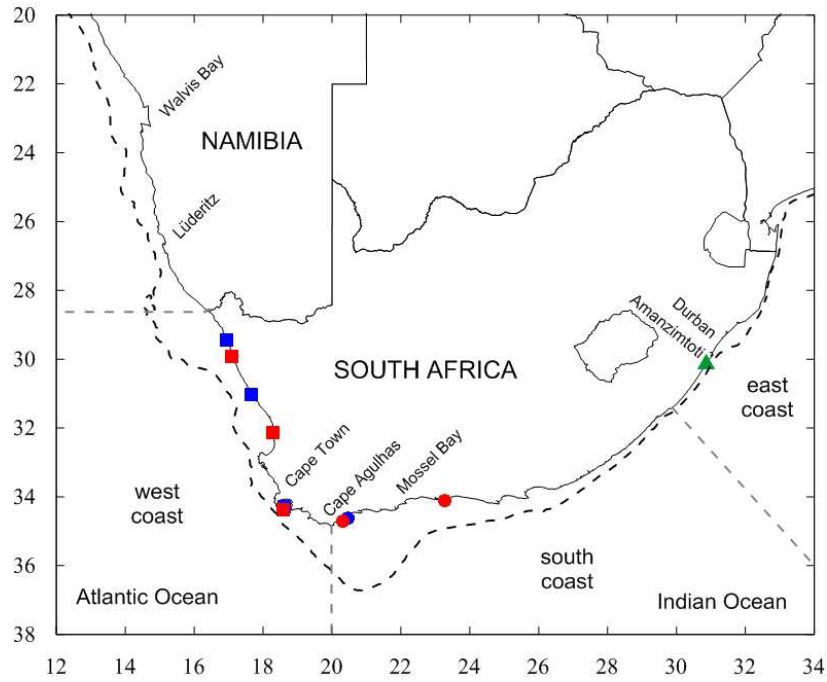 20
22
24
26
28
30
32
34
36
38
12
14
16
18
20
22
24
26
28
30
32
34
Walvis Bay
NAMIBIA
Lüderitz
Durban
Amanzimtoti
SOUTH AFRICA
east
coast
Cape Town
Cape Agulhas
Mossel Bay
west
coast
south
coast
Atlantic Ocean
Indian Ocean